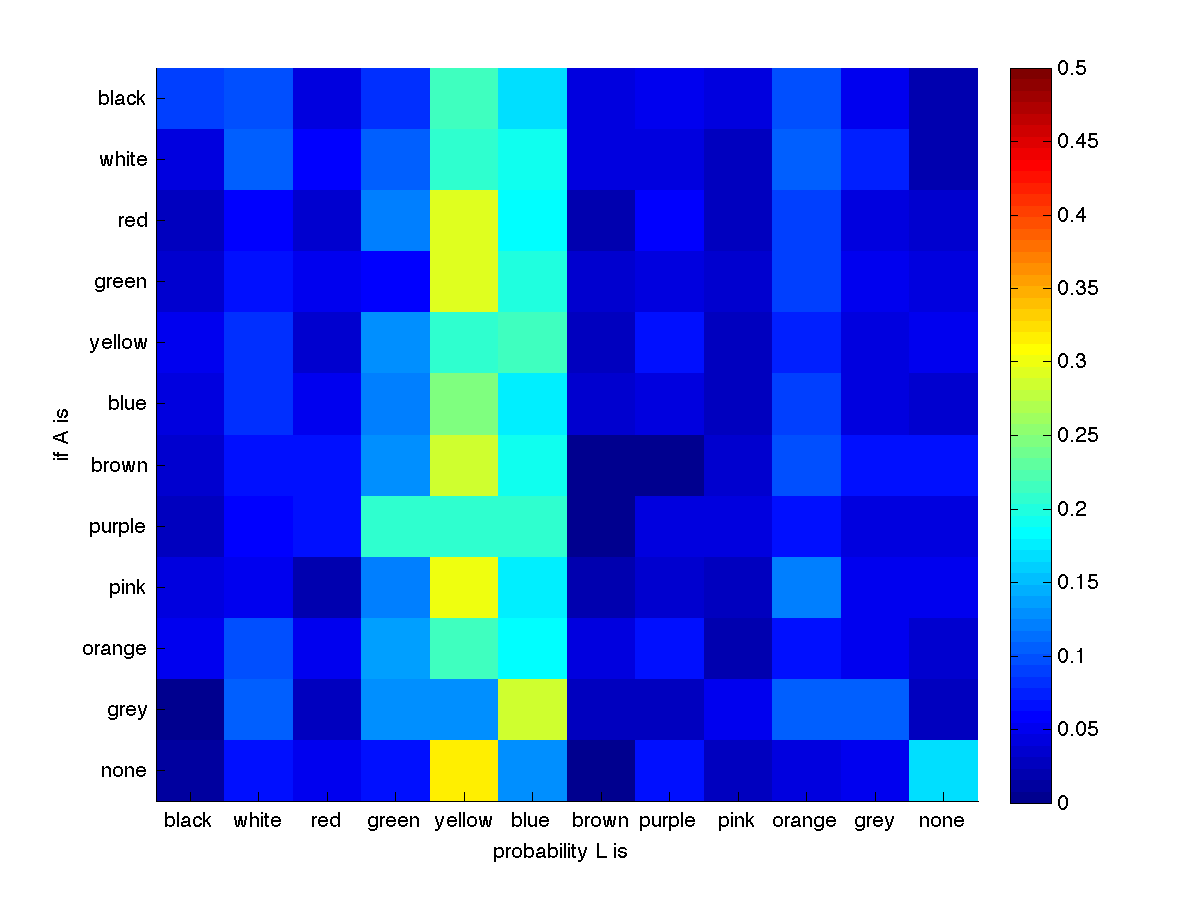 black
white
red
green
yellow
blue
brown
purple
pink
orange
grey
none
if A is
black white red green yellow blue brown purple pink orange grey none
probability L is
0.5
0.45
0.4
0.35
0.3
0.25
0.2
0.15
0.1
0.05
0